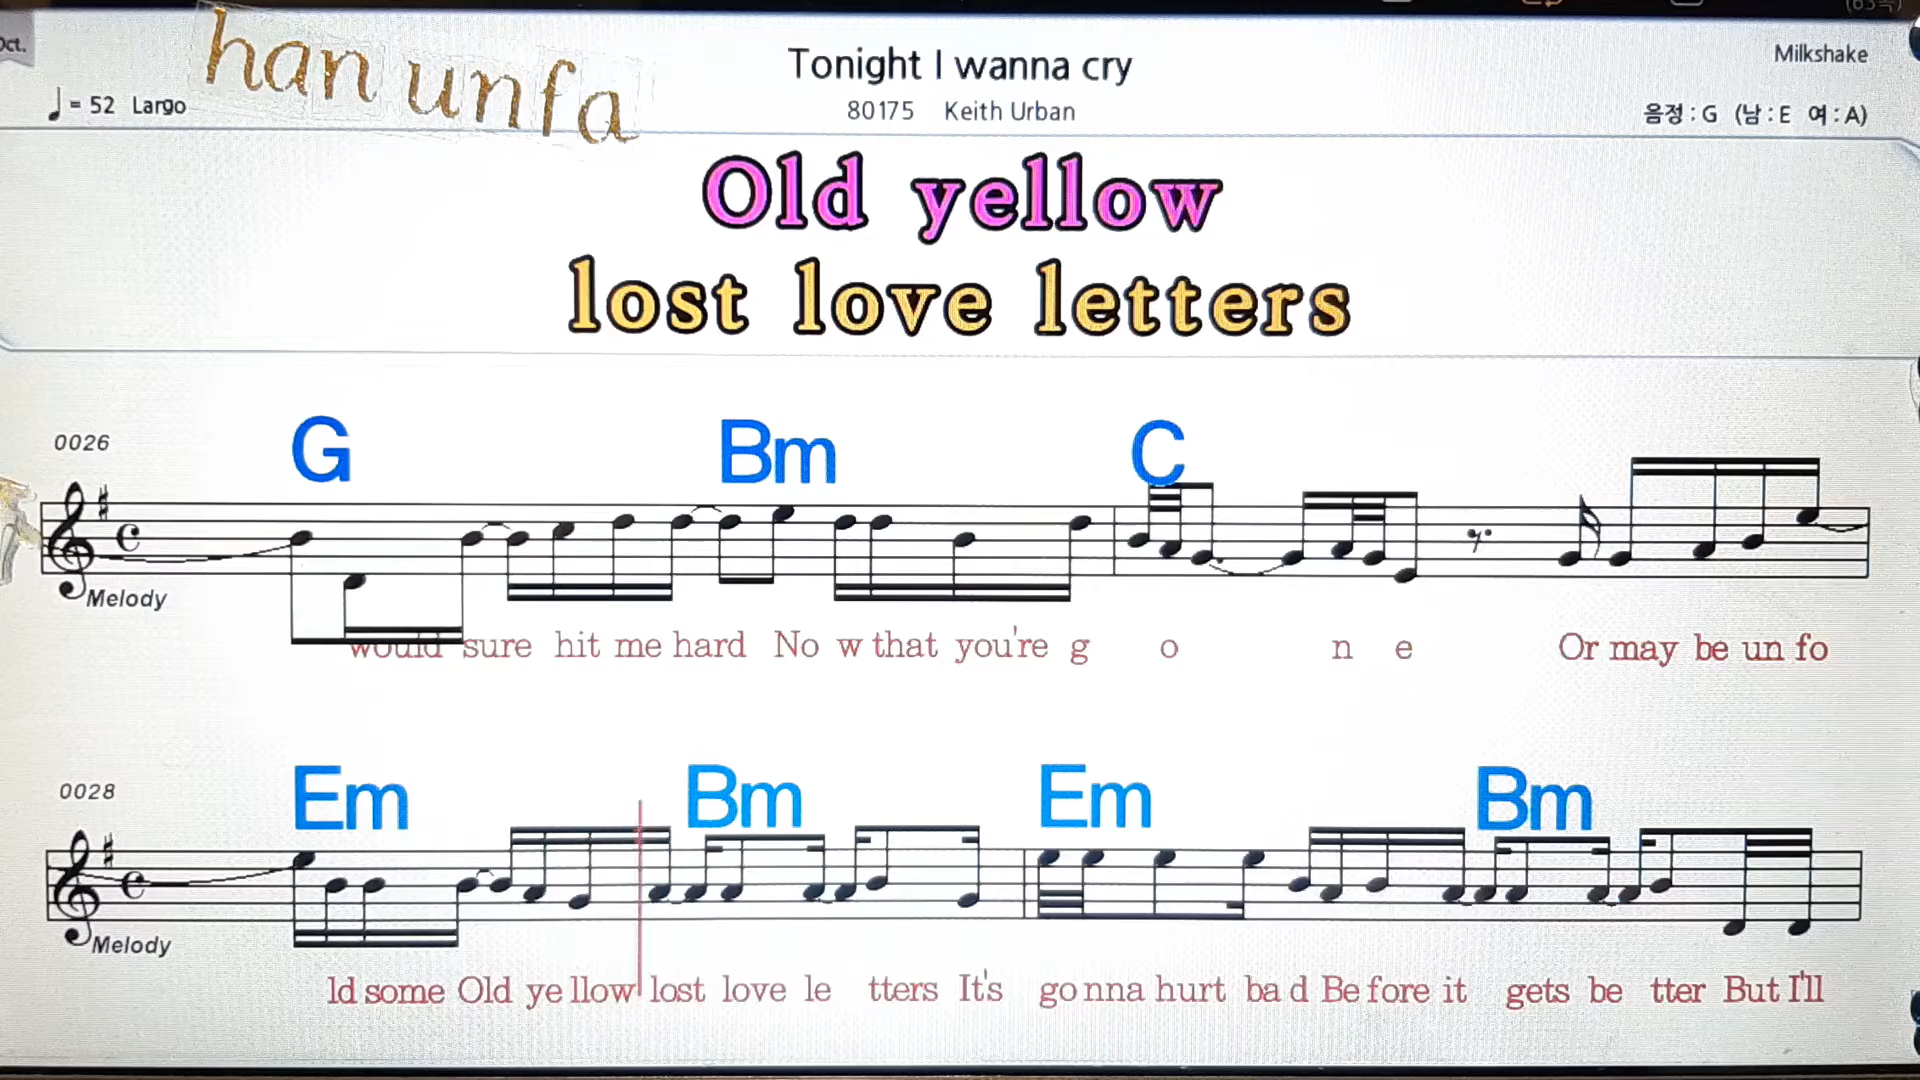 Oct.
han unfa
Tonight I wanna cry
Milkshake
♩ = 52 Largo
80175 Keith Urban
음정 : G (남 : E 여 : A)
Old yellow
lost love letters
0026
G Bm C
Melody
would sure hit me hard No w that you're g o n e Or may be un fo
0028
Em Bm Em Bm
Melody
ld some Old ye llow lost love le tters It's go nna hurt ba d Be fore it gets be tter But I'll